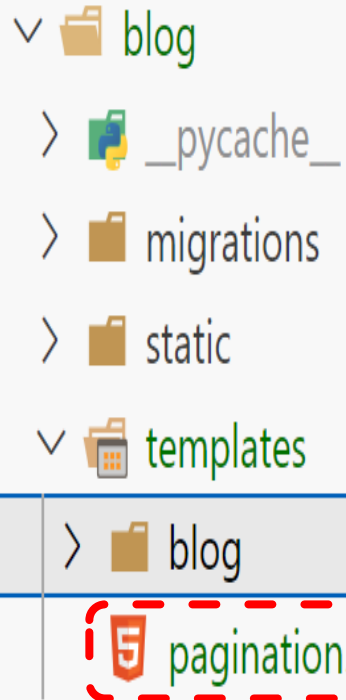 blog
__pycache__
migrations
static
templates
blog
pagination